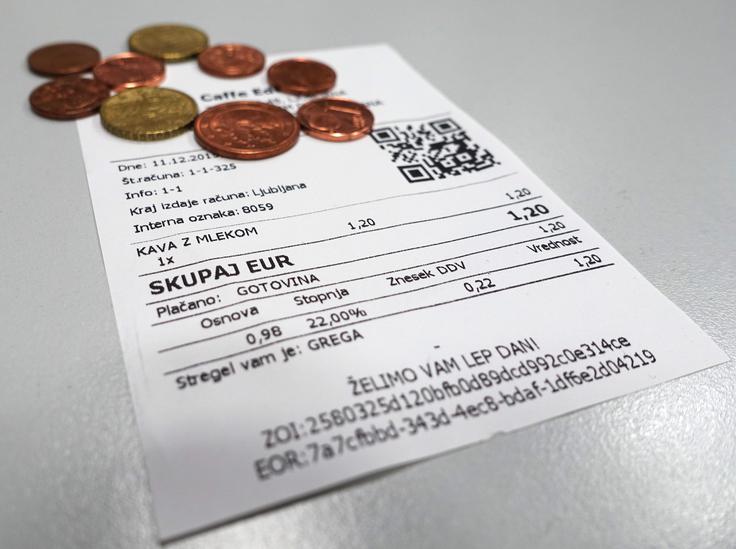 Caffe
Dne: 11.12.201
Št.računa: 1-1-325
Info: 1-1
Kraj izdaje računa: Ljubljana
Interna oznaka: 8059
KAVA Z MLEKOM
1x 1,20 1,20
SKUPAJ EUR 1,20
Plačano: GOTOVINA 1,20
Osnova Stopnja Znesek DDV Vrednost
0,98 22,00% 0,22 1,20
Stregel vam je: GREGA
ŽELIMO VAM LEP DAN!
ZOI:2580325d120bfb0d89dcd992c0e314ce
EOR:7a7cfbbd-343d-4ec8-bdaf-1df6e2d04219